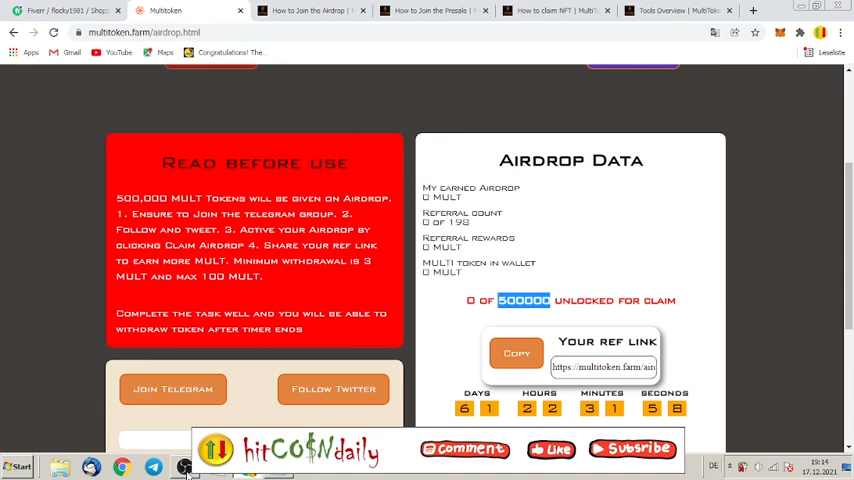 Fiverr / flocky1981 / Shopp
Multitoken
How to Join the Airdrop | M
How to Join the Presale | M
How to claim NFT | MultiT
Tools Overview | MultiToke
multitoken.farm/airdrop.html
Apps
Gmail
YouTube
Maps
Congratulations! The...
Leseliste
Read before use
500,000 MULT Tokens will be given on Airdrop.
1. Ensure to Join the telegram group. 2.
Follow and tweet. 3. Active your Airdrop by
clicking Claim Airdrop 4. Share your ref link
to earn more MULT. Minimum withdrawal is 3
MULT and max 100 MULT.
Complete the task well and you will be able to
withdraw token after timer ends
Join Telegram
Follow Twitter
Airdrop Data
My earned Airdrop
0 MULT
Referral count
0 of 198
Referral rewards
0 MULT
MULTI token in wallet
0 MULT
0 of 500000 unlocked for claim
Copy
Your ref link
https://multitoken.farm/aird
Days
Hours
Minutes
Seconds
6 1
2 2
3 1
5 8
hitCO$Ndaily
Comment
Like
Subscribe
Start
DE
19:14
17.12.2021